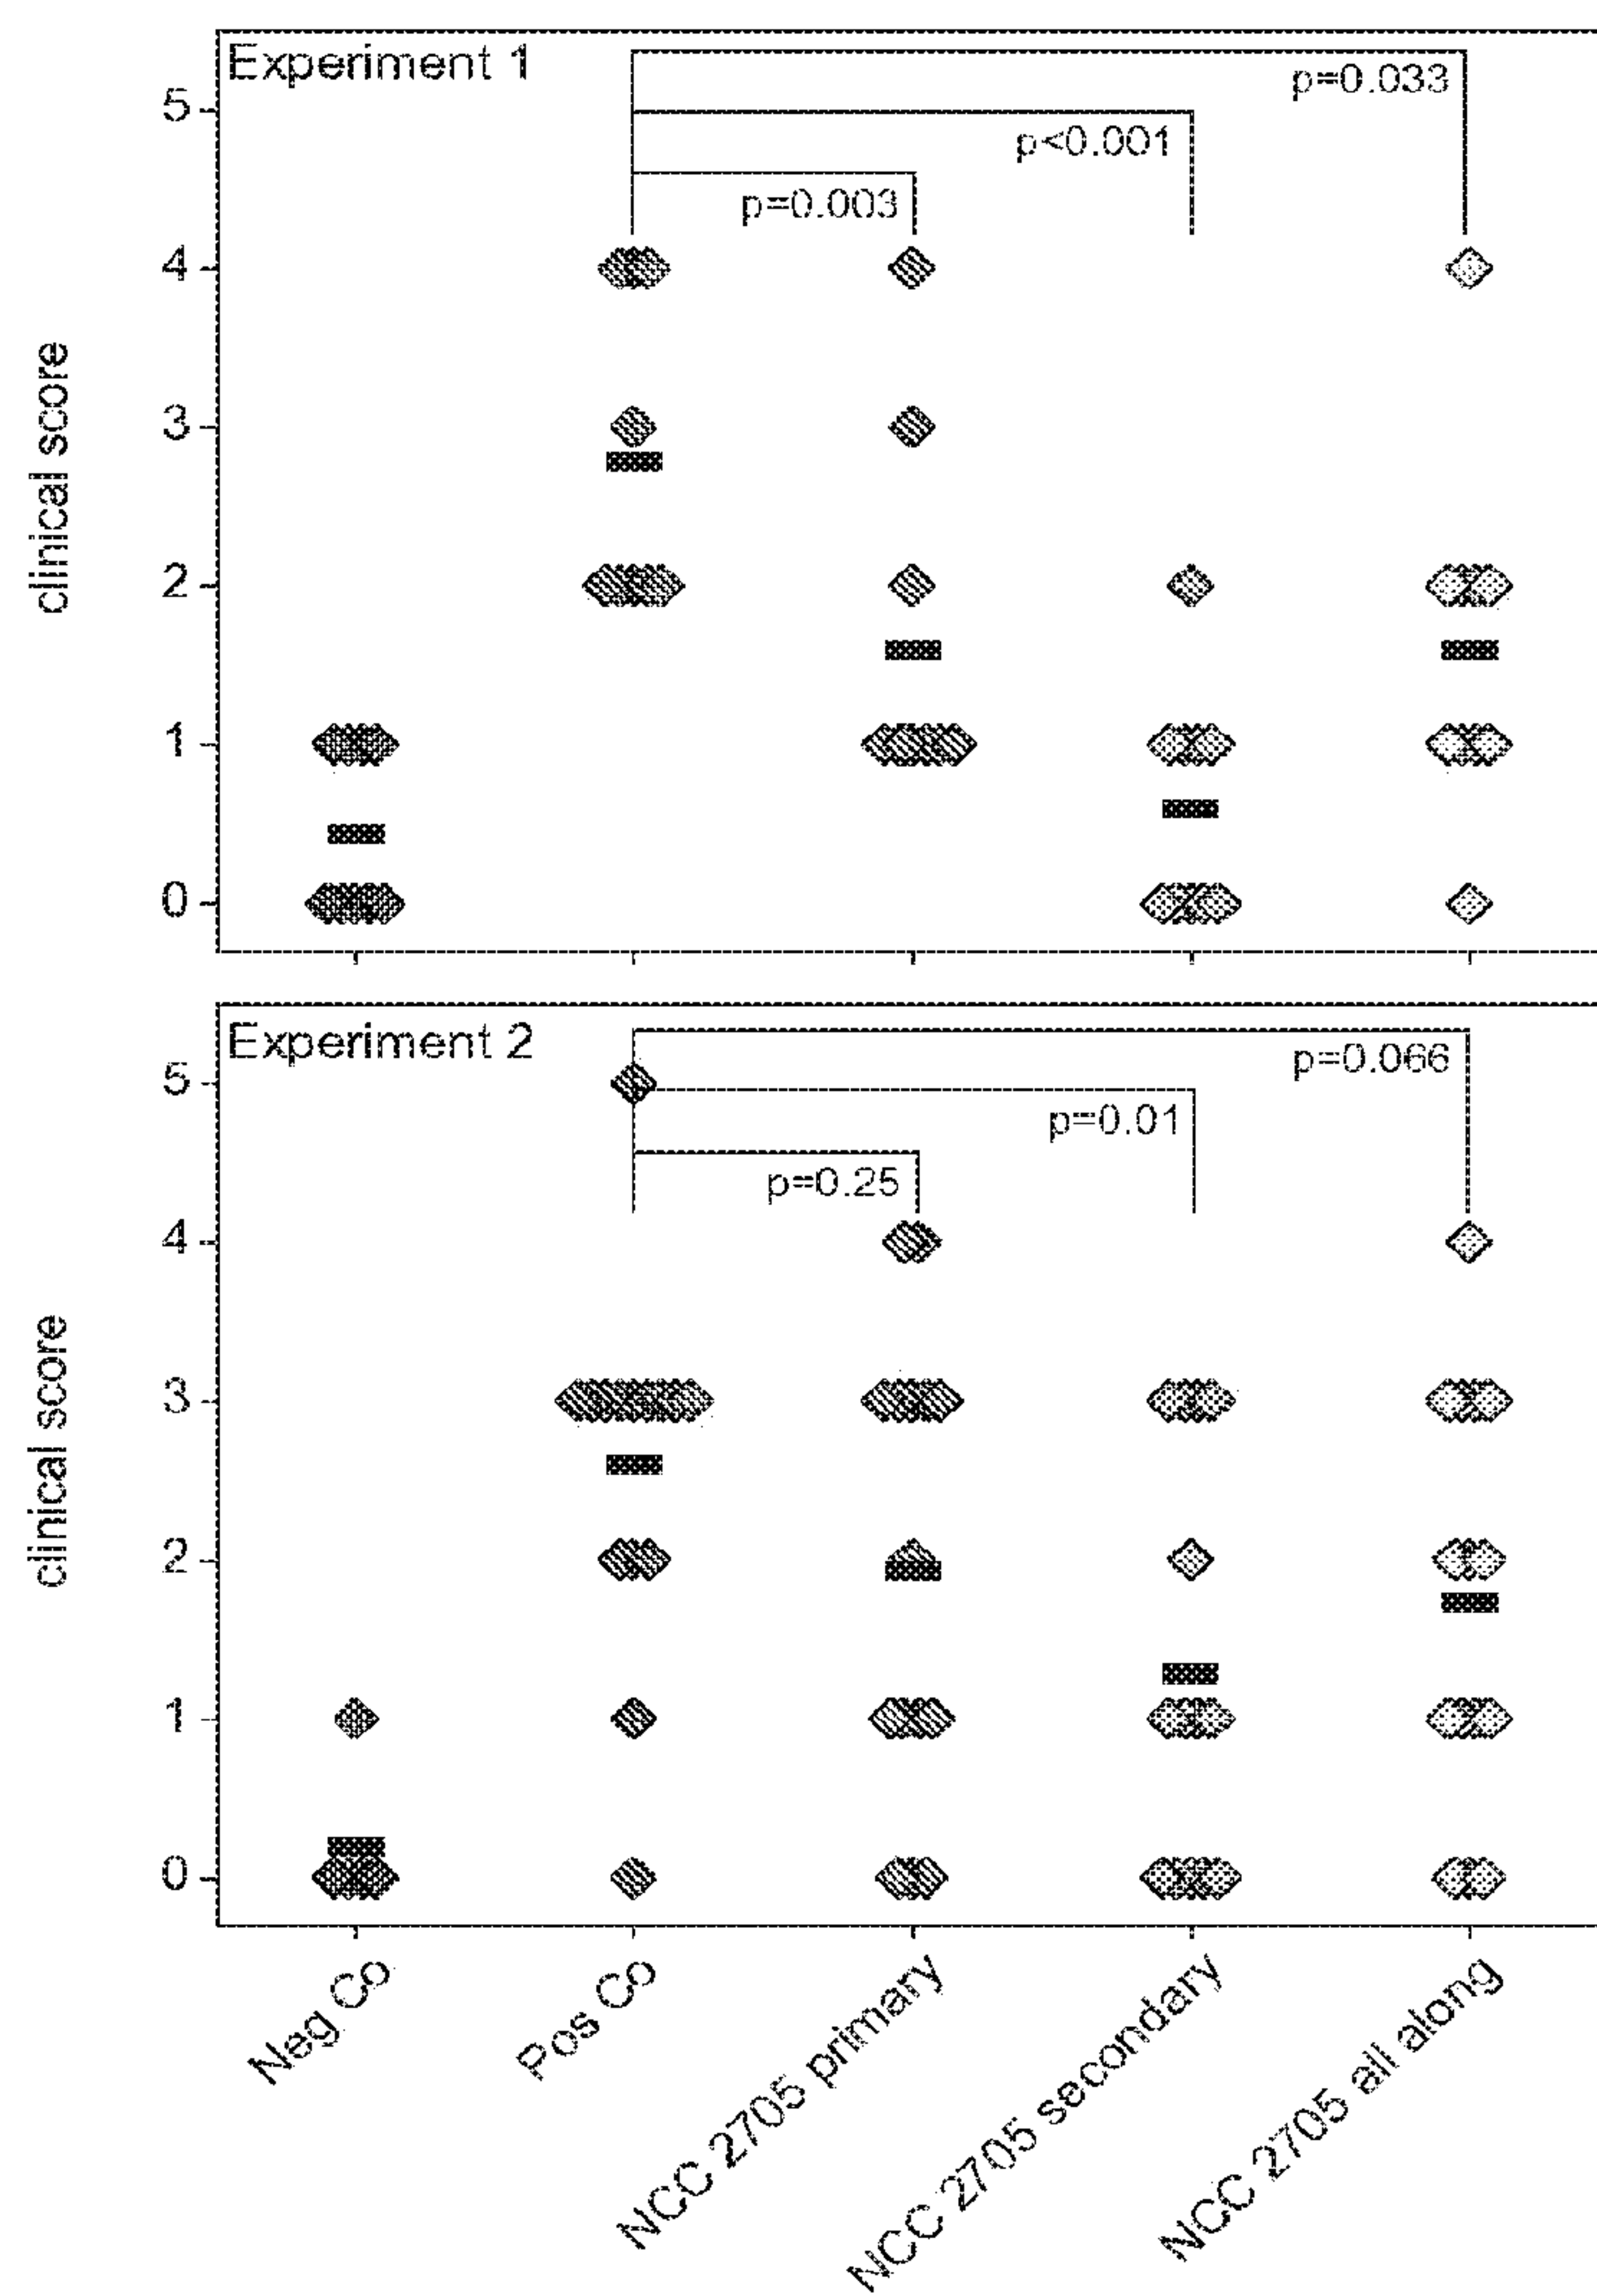 Experiment 1
p=0.033
p<0.001
p=0.003
5
4
3
2
1
0
clinical score
Experiment 2
p=0.066
p=0.01
p=0.25
5
4
3
2
1
0
clinical score
Neg Co
Pos Co
NCC 2705 primary
NCC 2705 secondary
NCC 2705 all along